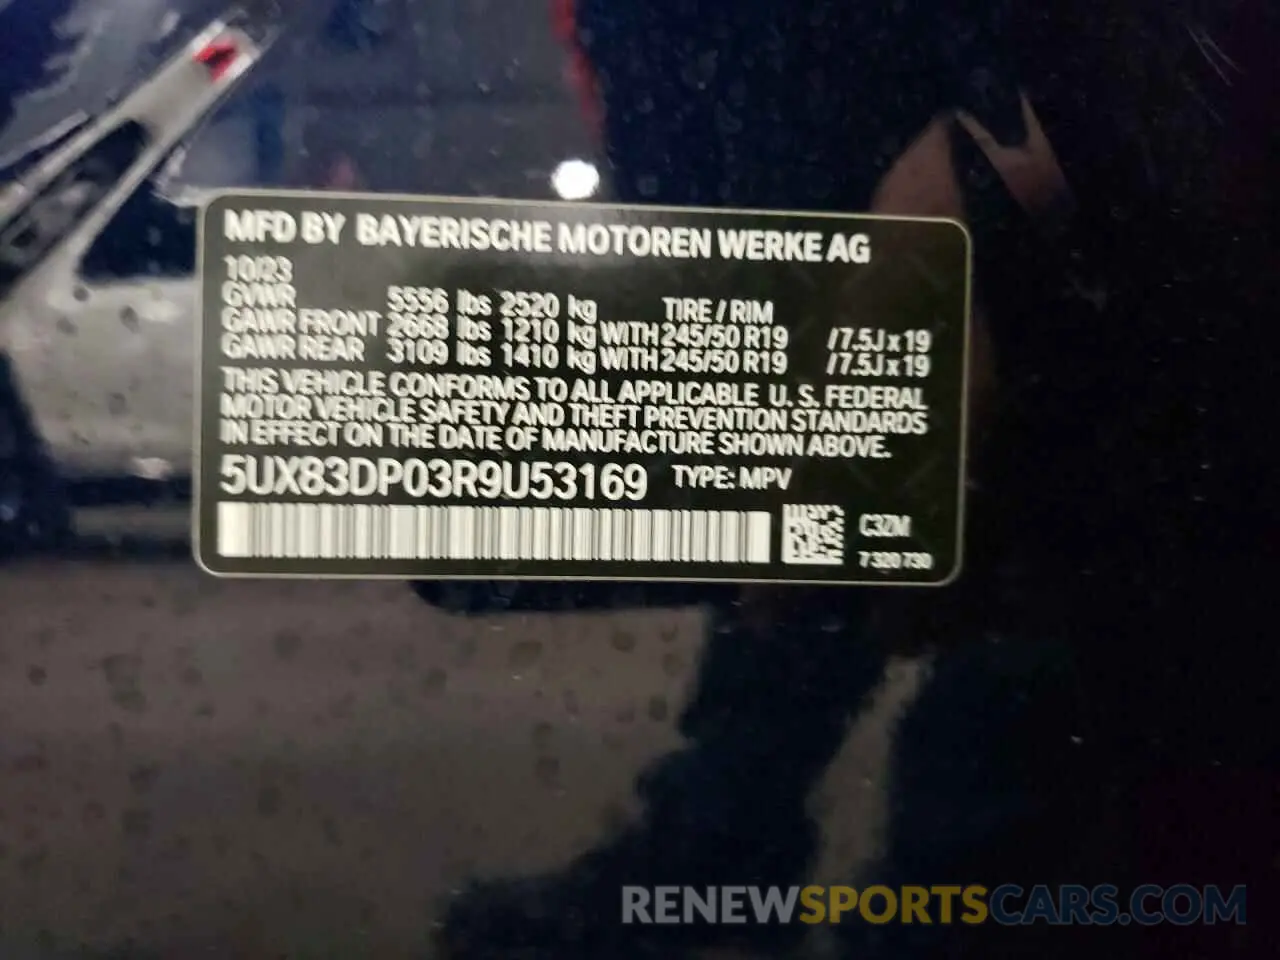 MFD BY BAYERISCHE MOTOREN WERKE AG
10/23
GVWR 5556 lbs 2520 kg TIRE / RIM
GAWR FRONT 2668 lbs 1210 kg WITH 245/50 R19 /7.5J x 19
GAWR REAR 3109 lbs 1410 kg WITH 245/50 R19 /7.5J x 19
THIS VEHICLE CONFORMS TO ALL APPLICABLE U. S. FEDERAL
MOTOR VEHICLE SAFETY AND THEFT PREVENTION STANDARDS
IN EFFECT ON THE DATE OF MANUFACTURE SHOWN ABOVE.
5UX83DP03R9U53169 TYPE: MPV
C3ZM
7 320 730
RENEWSPORTSCARS.COM